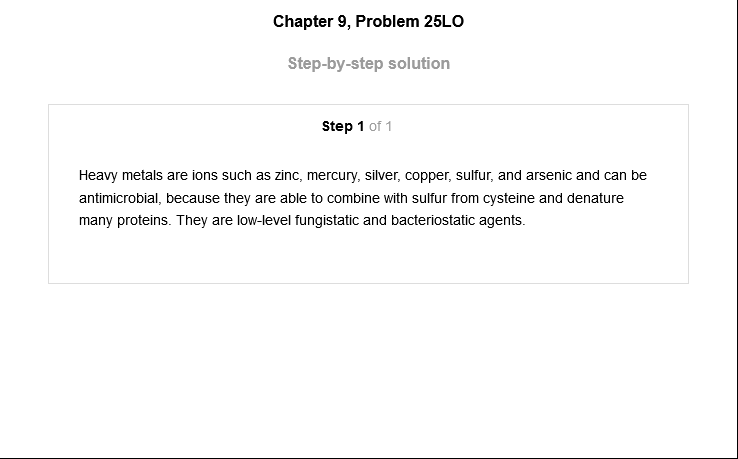 Chapter 9, Problem 25LO
Step-by-step solution
Step 1 of 1
Heavy metals are ions such as zinc, mercury, silver, copper, sulfur, and arsenic and can be
antimicrobial, because they are able to combine with sulfur from cysteine and denature
many proteins. They are low-level fungistatic and bacteriostatic agents.